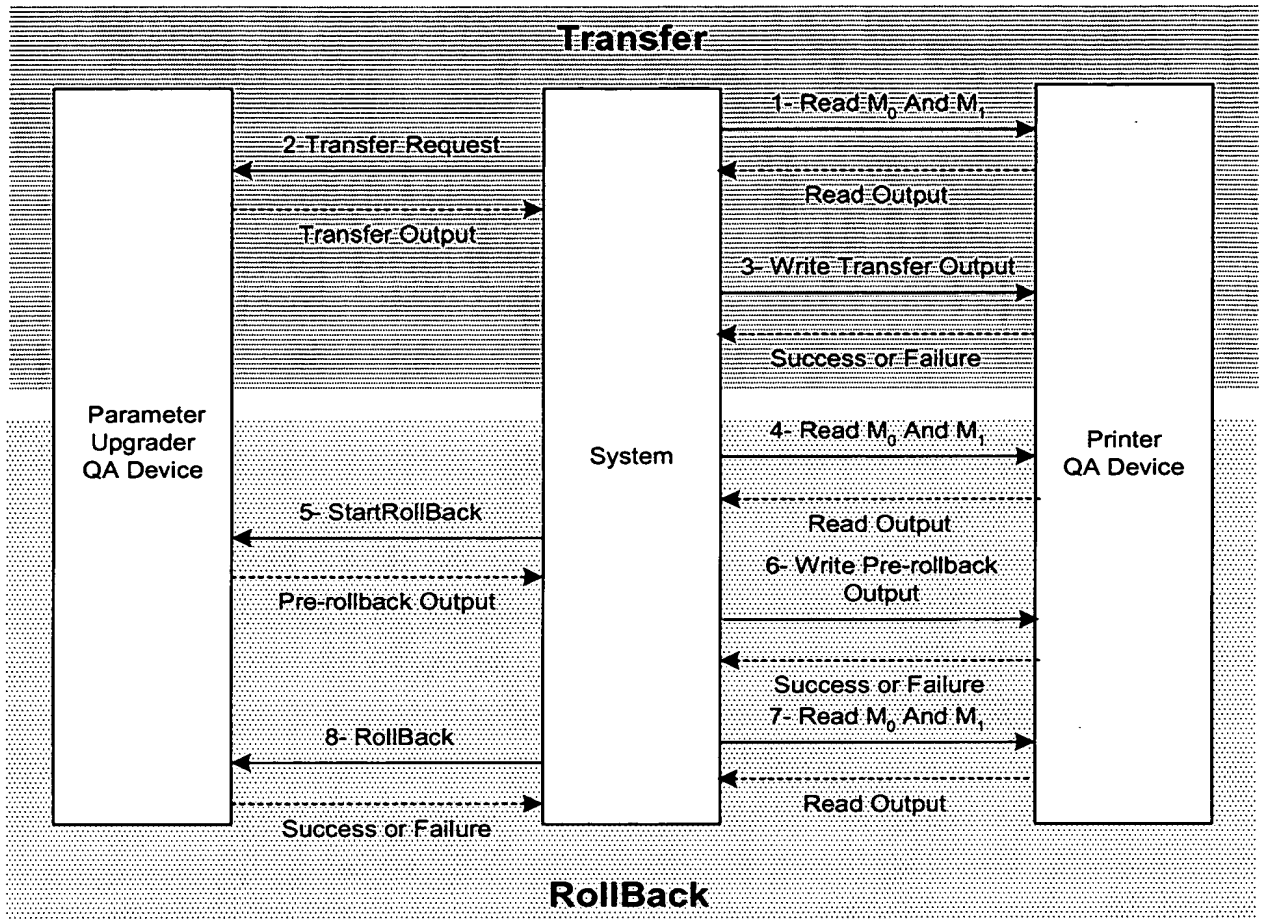 Transfer
1- Read M₀ And M₁
2-Transfer Request
Read Output
Transfer Output
3- Write Transfer Output
Success or Failure
Parameter
Upgrader
QA Device
System
Printer
QA Device
4- Read M₀ And M₁
5- StartRollBack
Read Output
6- Write Pre-rollback
Output
Pre-rollback Output
Success or Failure
7- Read M₀ And M₁
8- RollBack
Read Output
Success or Failure
RollBack